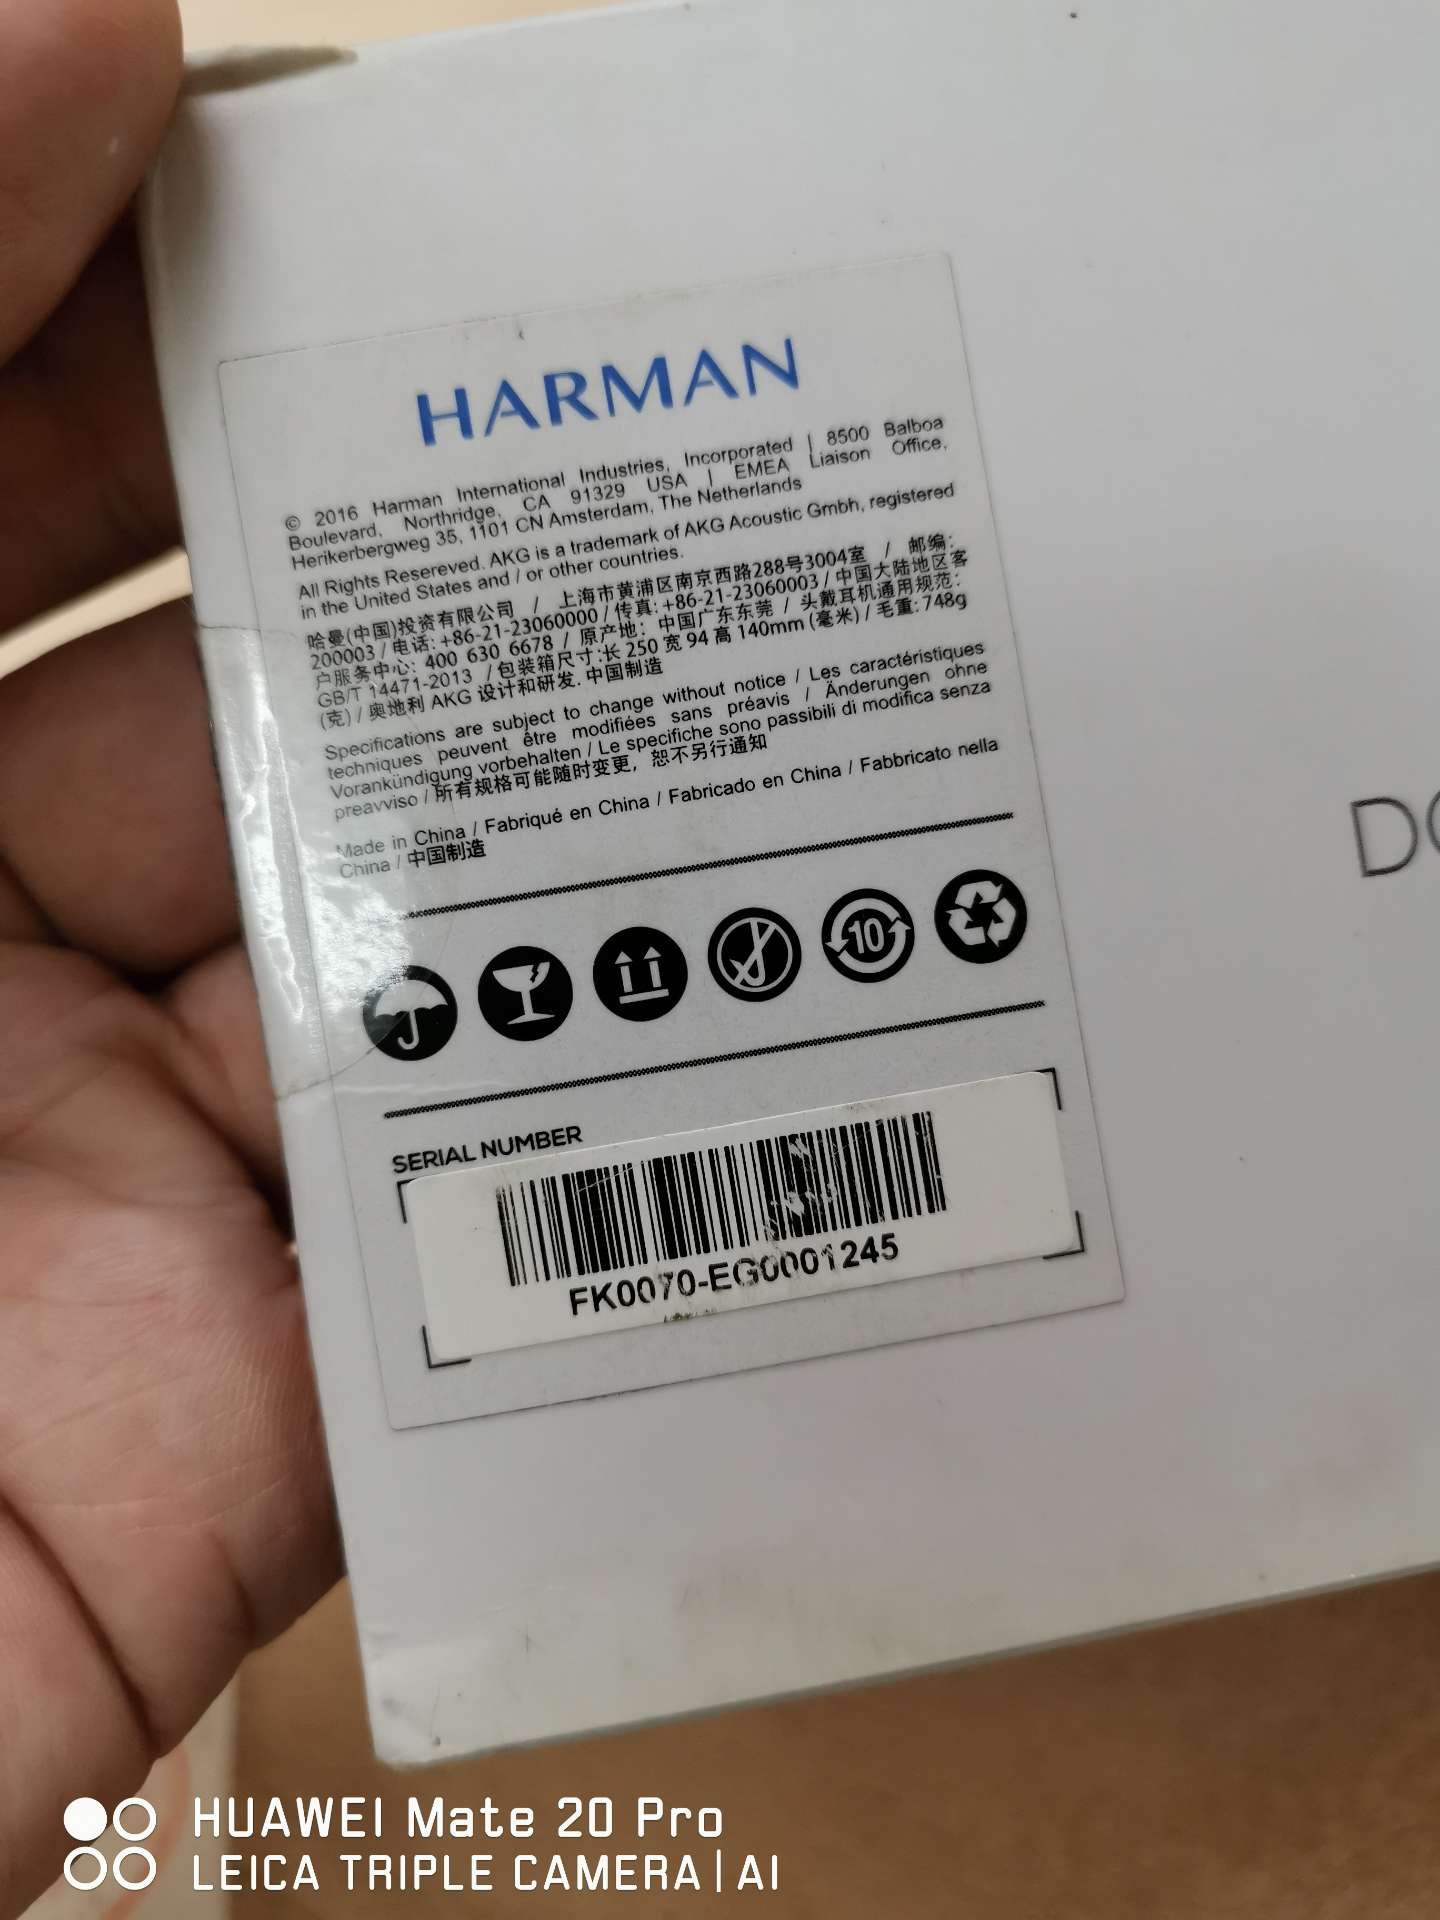 HARMAN
© 2016 Harman International Industries, Incorporated | 8500 Balboa
Boulevard, Northridge, CA 91329 USA | EMEA Liaison Office,
Herikerbergweg 35, 1101 CN Amsterdam, The Netherlands
All Rights Resereved. AKG is a trademark of AKG Acoustic Gmbh, registered
in the United States and / or other countries.
哈曼(中国)投资有限公司 / 上海市黄浦区南京西路288号3004室 / 邮编:
200003 / 电话: +86-21-23060000 / 传真: +86-21-23060003 / 中国大陆地区客
户服务中心: 400 630 6678 / 原产地: 中国广东东莞 / 头戴耳机通用规范:
GB/T 14471-2013 / 包装箱尺寸:长 250 宽 94 高 140mm (毫米) / 毛重: 748g
(克) / 奥地利 AKG 设计和研发. 中国制造
Specifications are subject to change without notice / Les caractéristiques
techniques peuvent être modifiées sans préavis / Änderungen ohne
Vorankündigung vorbehalten / Le specifiche sono passibili di modifica senza
preavviso / 所有规格可能随时变更, 恕不另行通知
Made in China / Fabriqué en China / Fabricado en China / Fabbricato nella
China / 中国制造
10
SERIAL NUMBER
FK0070-EG0001245
HUAWEI Mate 20 Pro
LEICA TRIPLE CAMERA | AI